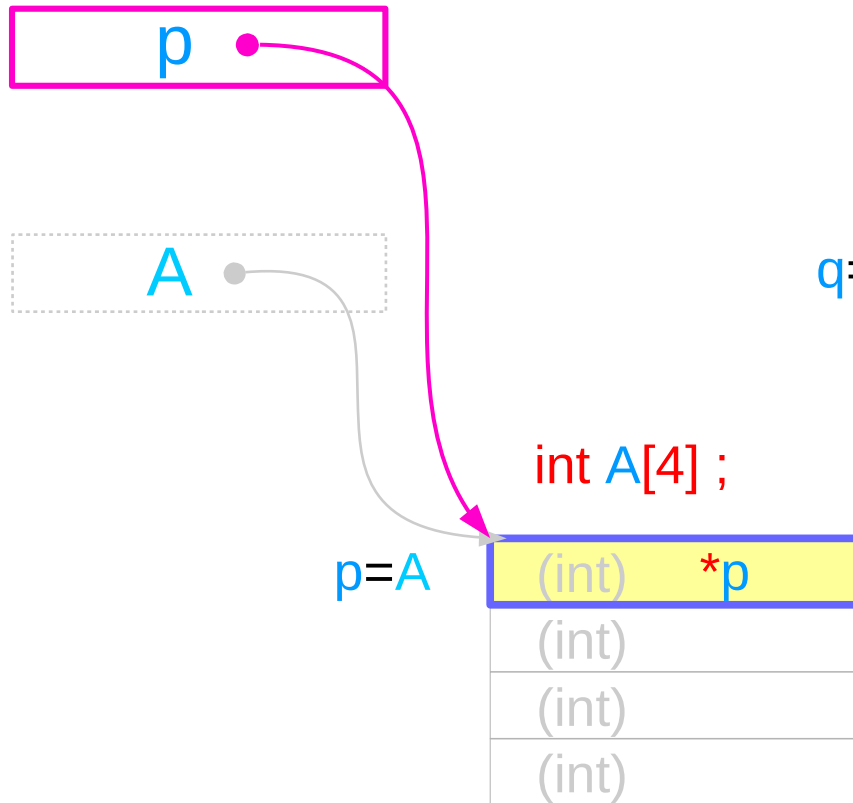 p
A
q=
int A[4] ;
p=A
(int) *p
(int)
(int)
(int)